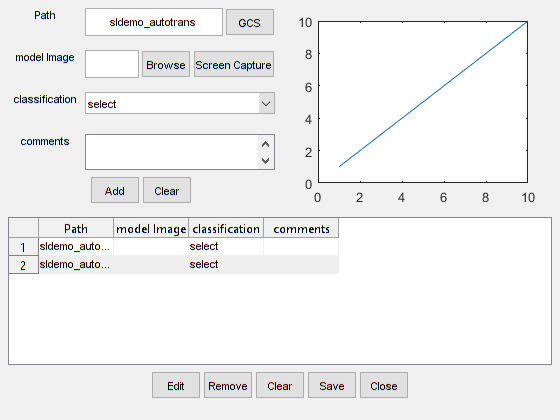 Path sldemo_autotrans GCS
model Image Browse Screen Capture
classification select
comments
Add Clear
10
8
6
4
2
0
0 2 4 6 8 10
Path model Image classification comments
1 sldemo_auto... select
2 sldemo_auto... select
Edit Remove Clear Save Close